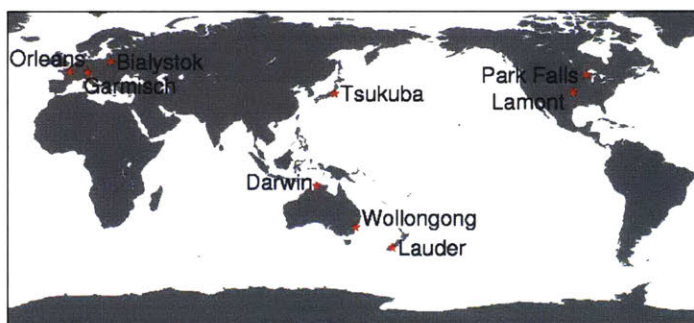 Orleans
Bialystok
Garmisch
Park Falls
Lamont
Tsukuba
Darwin
Wollongong
Lauder